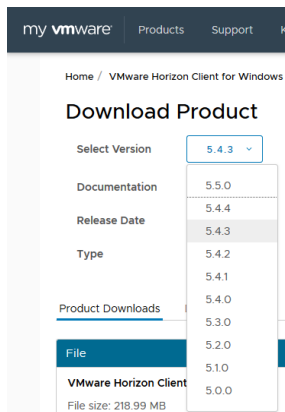 my vmware Products Support
Home / VMware Horizon Client for Windows
Download Product
Select Version 5.4.3
Documentation
Release Date
Type
5.5.0
5.4.4
5.4.3
5.4.2
5.4.1
5.4.0
5.3.0
5.2.0
5.1.0
5.0.0
Product Downloads
File
VMware Horizon Client
File size: 218.99 MB